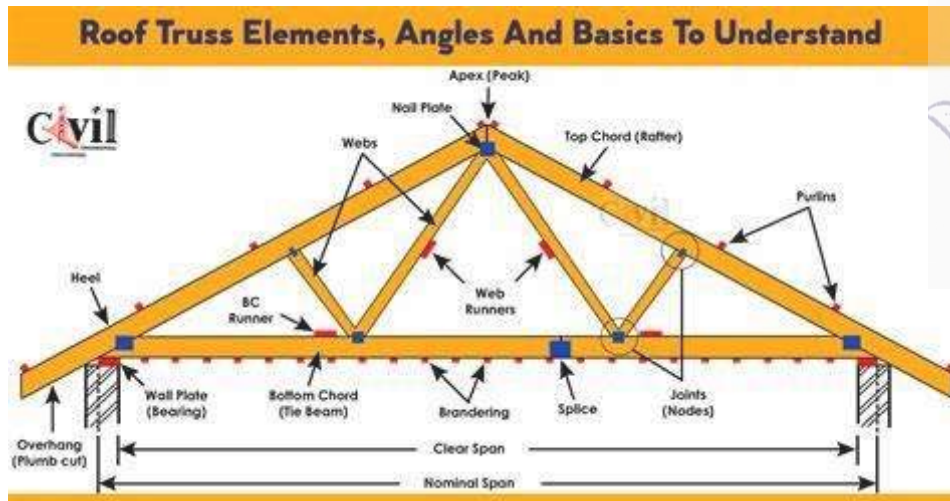 Roof Truss Elements, Angles And Basics To Understand
Apex (Peak)
Nail Plate
Civil
Webs
Top Chord (Rafter)
Civil
Purlins
Heel
BC
Runner
Web
Runners
Wall Plate
(Bearing)
Bottom Chord
(Tie Beam)
Brandering
Splice
Joints
(Nodes)
Overhang
(Plumb cut)
Clear Span
Nominal Span